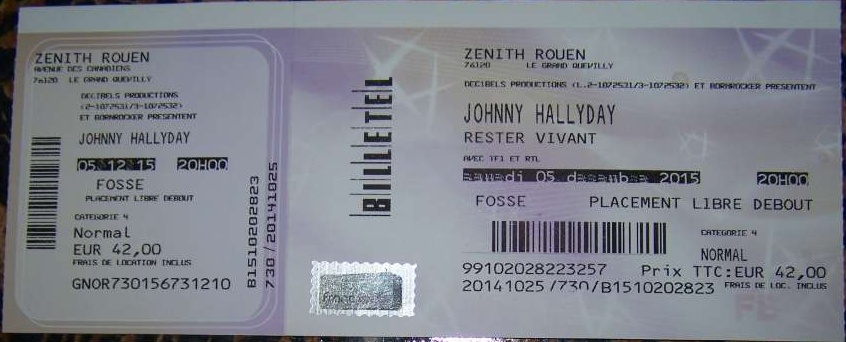 ZENITH ROUEN
AVENUE DES CANADIENS
76120 LE GRAND QUEVILLY
DECIBELS PRODUCTIONS
(2-1072531/3-1072532)
ET BORNROCKER PRESENTENT
JOHNNY HALLYDAY
05.12.15 20H00
FOSSE
PLACEMENT LIBRE DEBOUT
CATEGORIE 4
Normal
EUR 42,00
FRAIS DE LOCATION INCLUS
GNOR730156731210
B1510202823
730/20141025
BILLETEL
ZENITH ROUEN
76120 LE GRAND QUEVILLY
DECIBELS PRODUCTIONS (1..2-1072531/3-1072532) ET BORNROCKER PRESENTENT
JOHNNY HALLYDAY
RESTER VIVANT
AVEC TF1 ET RTL
samedi 05 decembre 2015 20H00
FOSSE PLACEMENT LIBRE DEBOUT
CATEGORIE 4
NORMAL
99102028223257 Prix TTC:EUR 42,00
20141025/730/B1510202823 FRAIS DE LOC. INCLUS